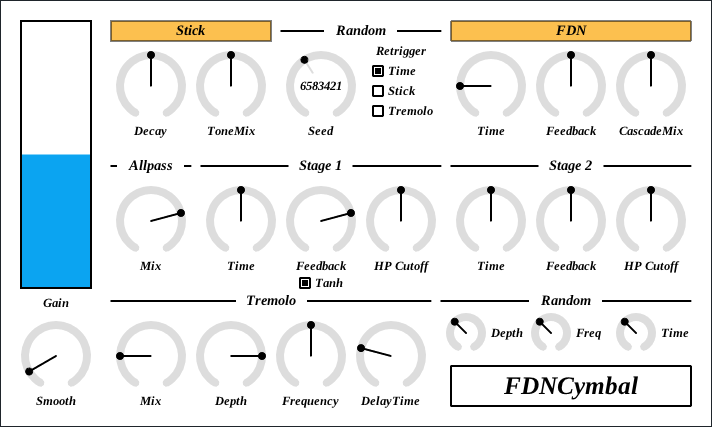 Stick
Random
FDN
Retrigger
Time
Stick
Tremolo
6583421
Decay
ToneMix
Seed
Time
Feedback
CascadeMix
Allpass
Stage 1
Stage 2
Mix
Time
Feedback
HP Cutoff
Time
Feedback
HP Cutoff
Tanh
Gain
Tremolo
Random
Depth
Freq
Time
Smooth
Mix
Depth
Frequency
DelayTime
FDNCymbal